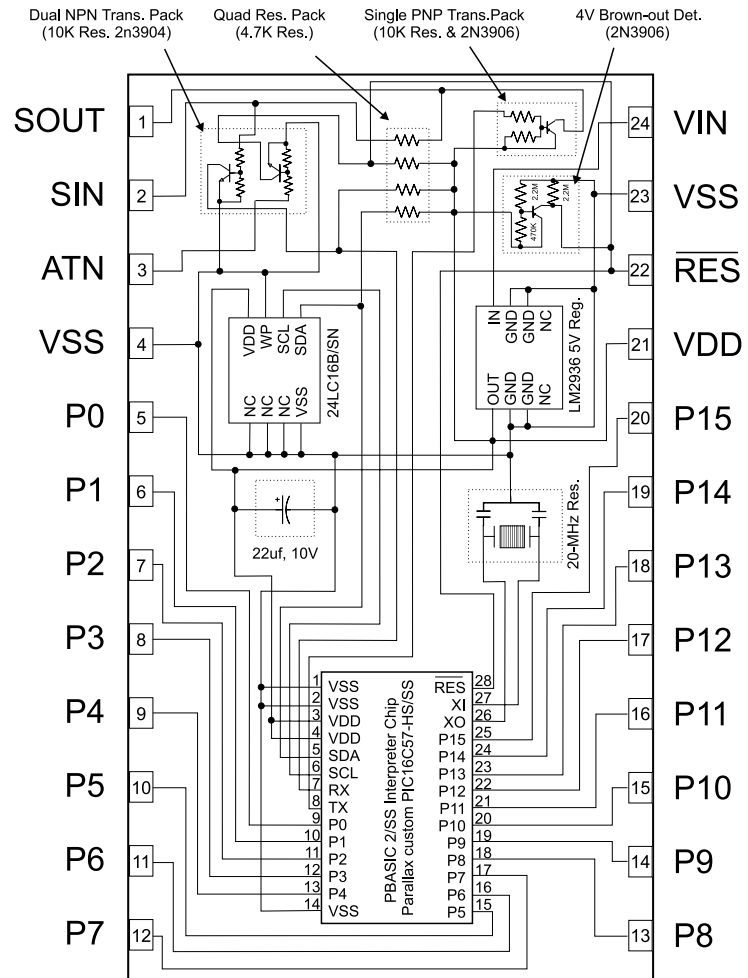 Dual NPN Trans. Pack
(10K Res. 2n3904)
Quad Res. Pack
(4.7K Res.)
Single PNP Trans.Pack
(10K Res. & 2N3906)
4V Brown-out Det.
(2N3906)
SOUT
1
SIN
2
ATN
3
VSS
4
P0
5
P1
6
P2
7
P3
8
P4
9
P5
10
P6
11
P7
12
24
VIN
23
VSS
22
RES
21
VDD
20
P15
19
P14
18
P13
17
P12
16
P11
15
P10
14
P9
13
P8
2,2M
2,2M
470K
VDD
WP
SCL
SDA
NC
NC
NC
VSS
24LC16B/SN
IN
GND
GND
NC
OUT
GND
GND
NC
LM2936 5V Reg.
+
22uf, 10V
20-MHz Res.
1 VSS
2 VSS
3 VDD
4 VDD
5 SDA
6 SCL
7 RX
8 TX
9 P0
10 P1
11 P2
12 P3
13 P4
14 VSS
PBASIC 2/SS Interpreter Chip
Parallax custom PIC16C57-HS/SS
RES 28
XI 27
XO 26
P15 25
P14 24
P13 23
P12 22
P11 21
P10 20
P9 19
P8 18
P7 17
P6 16
P5 15